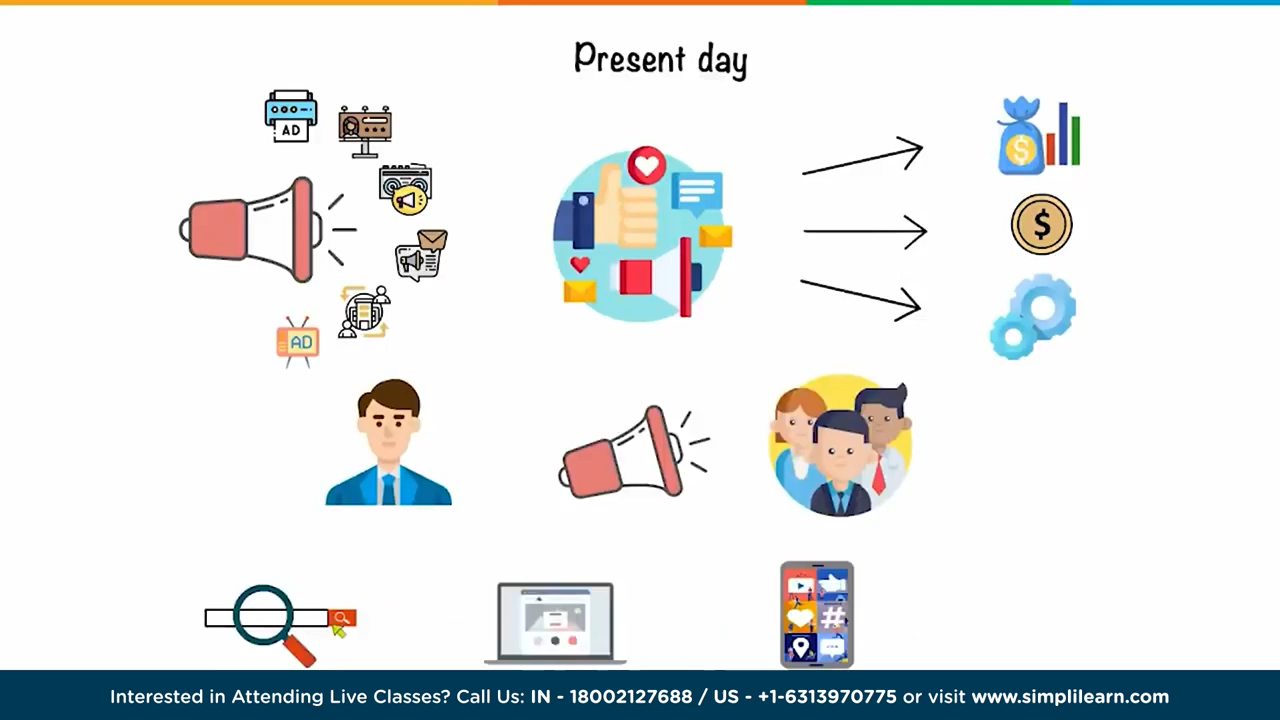 Present day
AD
AD
Interested in Attending Live Classes? Call Us: IN - 18002127688 / US - +1-6313970775 or visit www.simplilearn.com